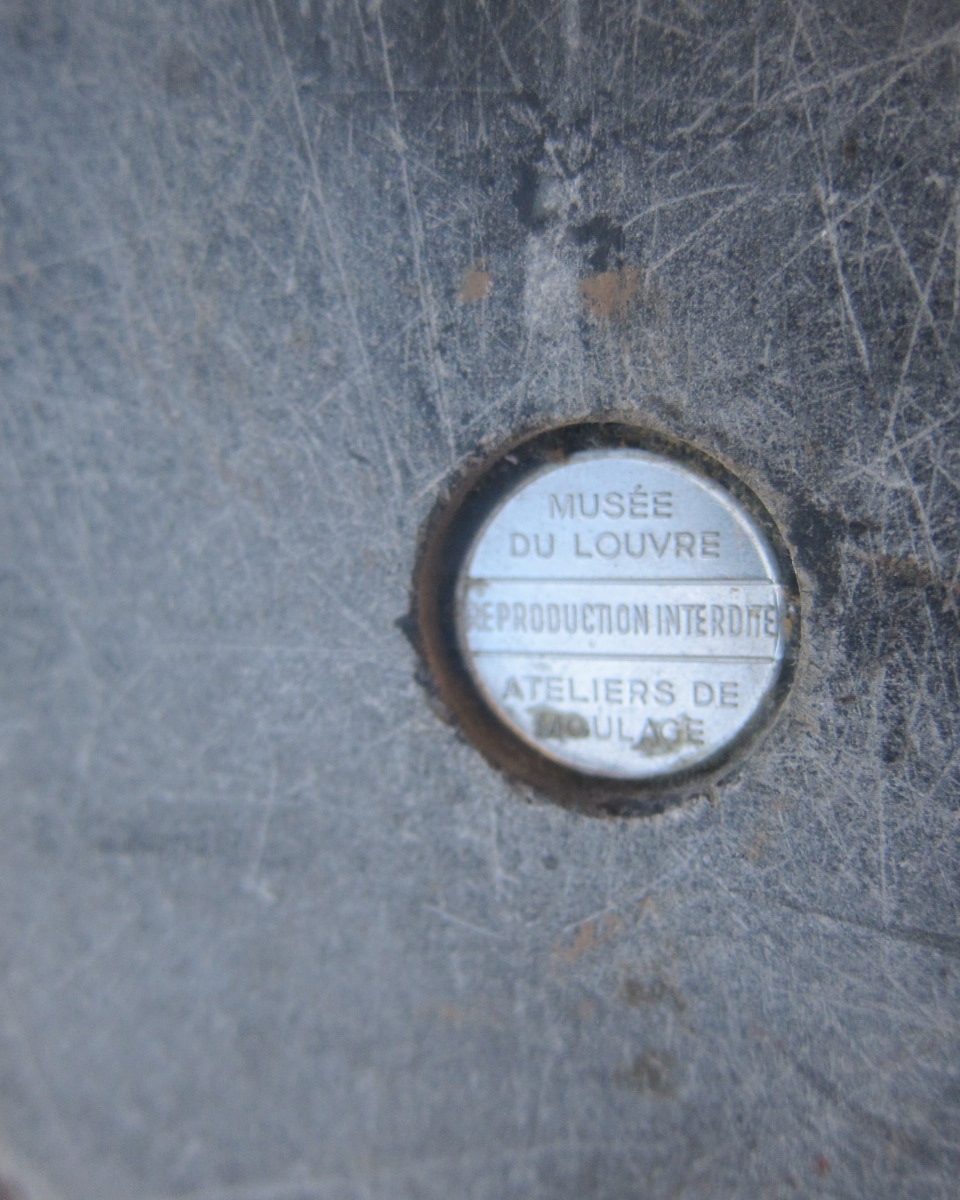 MUSÉE
DU LOUVRE
REPRODUCTION INTERDITE
ATELIERS DE
MOULAGE